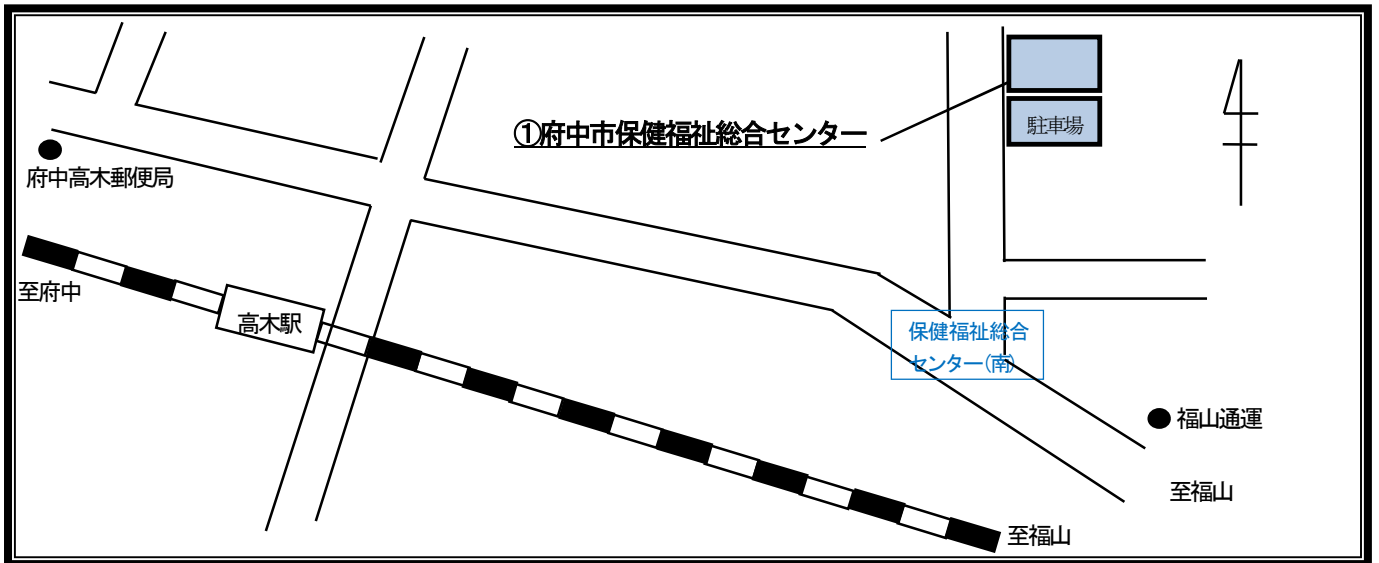 ①府中市保健福祉総合センター
駐車場
府中高木郵便局
至府中
高木駅
保健福祉総合
センター(南)
福山通運
至福山
至福山